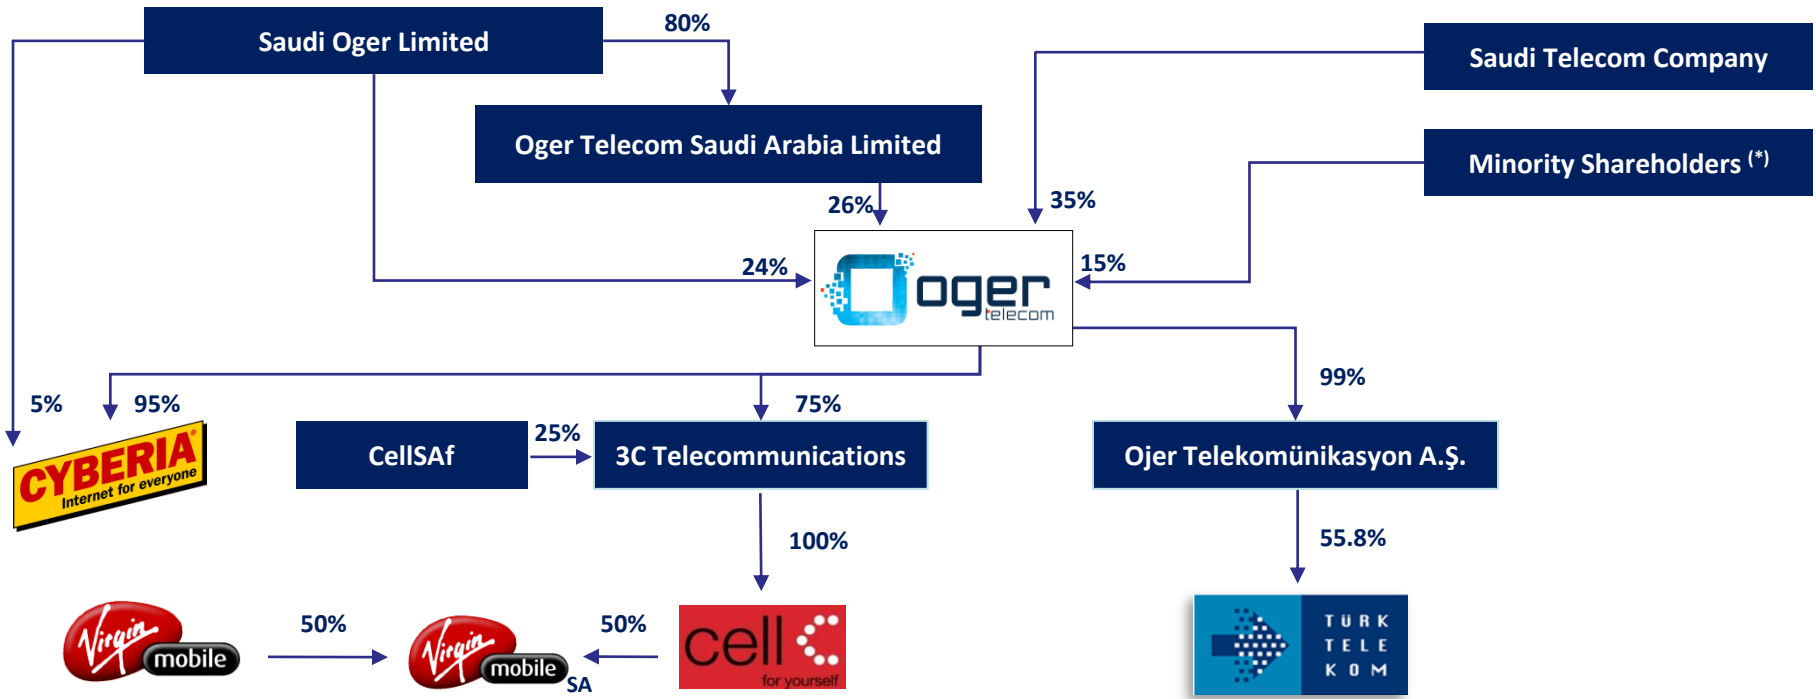 80%
Saudi Oger Limited
Saudi Telecom Company
Oger Telecom Saudi Arabia Limited
Minority Shareholders (*)
26%
35%
24%
15%
oger
telecom
5%
95%
75%
99%
CYBERIA®
Internet for everyone
CellSAf
25%
3C Telecommunications
Ojer Telekomünikasyon A.Ş.
100%
55.8%
Virgin
mobile
50%
Virgin
mobile
SA
50%
cell C
for yourself
TÜRK
TELE
KOM